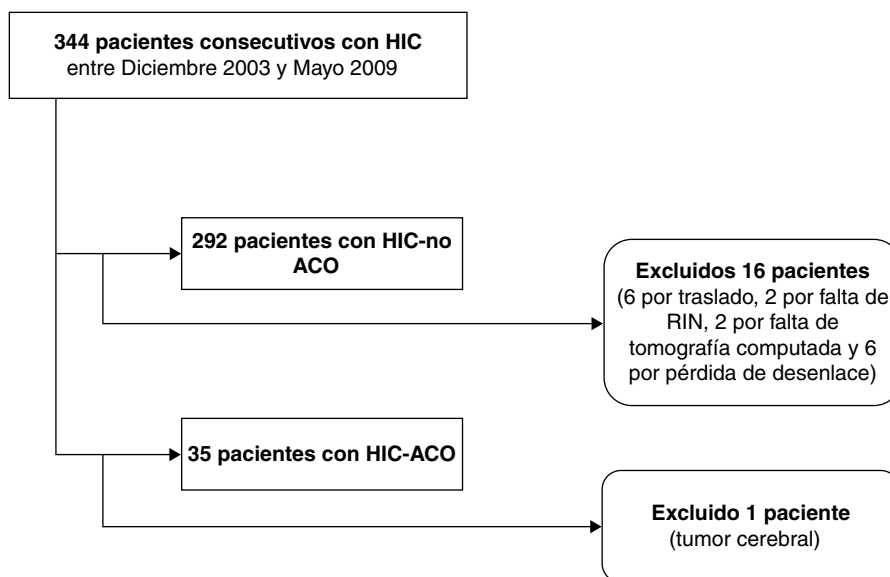 344 pacientes consecutivos con HIC
entre Diciembre 2003 y Mayo 2009
292 pacientes con HIC-no
ACO
Excluidos 16 pacientes
(6 por traslado, 2 por falta de
RIN, 2 por falta de
tomografía computada y 6
por pérdida de desenlace)
35 pacientes con HIC-ACO
Excluido 1 paciente
(tumor cerebral)